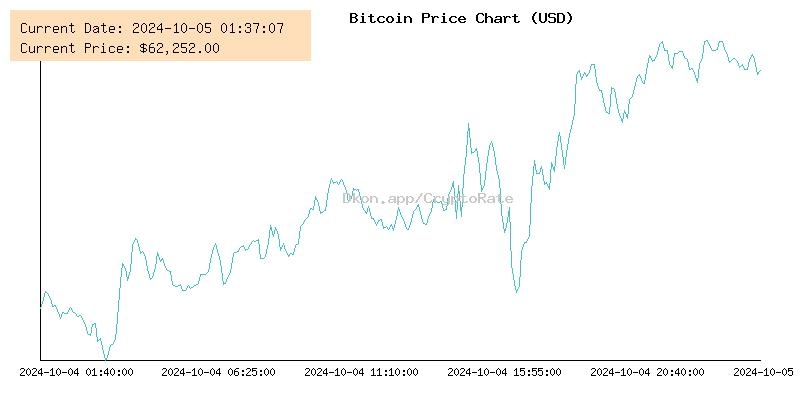 Bitcoin Price Chart (USD)
Current Date: 2024-10-05 01:37:07
Current Price: $62,252.00
Dkon.app/CryptoRate
2024-10-04 01:40:00 2024-10-04 06:25:00 2024-10-04 11:10:00 2024-10-04 15:55:00 2024-10-04 20:40:00 2024-10-05